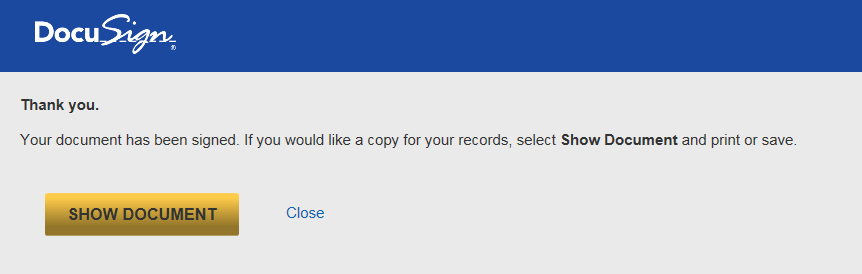 DocuSign®
Thank you.
Your document has been signed. If you would like a copy for your records, select Show Document and print or save.
SHOW DOCUMENT Close